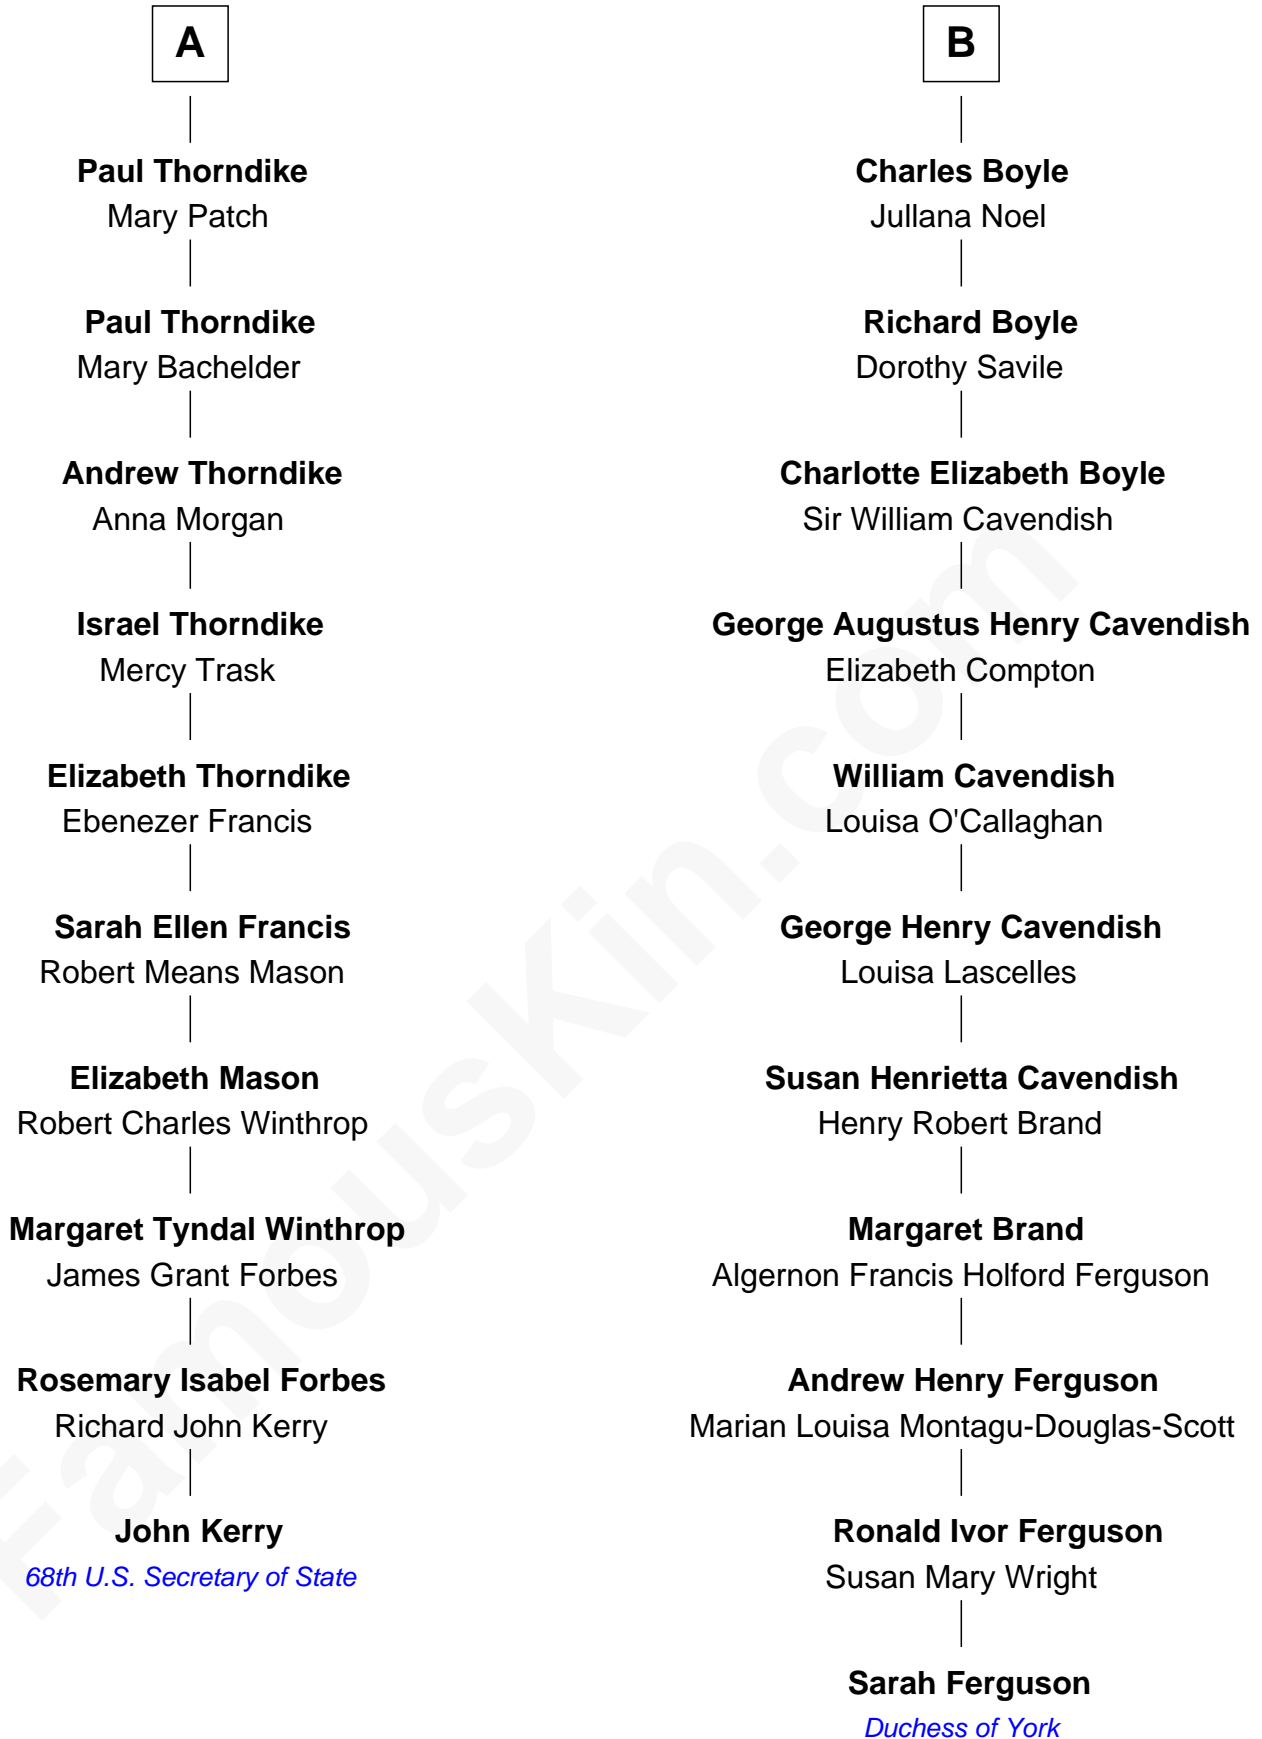 A
Paul Thorndike
Mary Patch
Paul Thorndike
Mary Bachelder
Andrew Thorndike
Anna Morgan
Israel Thorndike
Mercy Trask
Elizabeth Thorndike
Ebenezer Francis
Sarah Ellen Francis
Robert Means Mason
Elizabeth Mason
Robert Charles Winthrop
Margaret Tyndal Winthrop
James Grant Forbes
Rosemary Isabel Forbes
Richard John Kerry
John Kerry
68th U.S. Secretary of State
B
Charles Boyle
Jullana Noel
Richard Boyle
Dorothy Savile
Charlotte Elizabeth Boyle
Sir William Cavendish
George Augustus Henry Cavendish
Elizabeth Compton
William Cavendish
Louisa O'Callaghan
George Henry Cavendish
Louisa Lascelles
Susan Henrietta Cavendish
Henry Robert Brand
Margaret Brand
Algernon Francis Holford Ferguson
Andrew Henry Ferguson
Marian Louisa Montagu-Douglas-Scott
Ronald Ivor Ferguson
Susan Mary Wright
Sarah Ferguson
Duchess of York
FamousKin.com